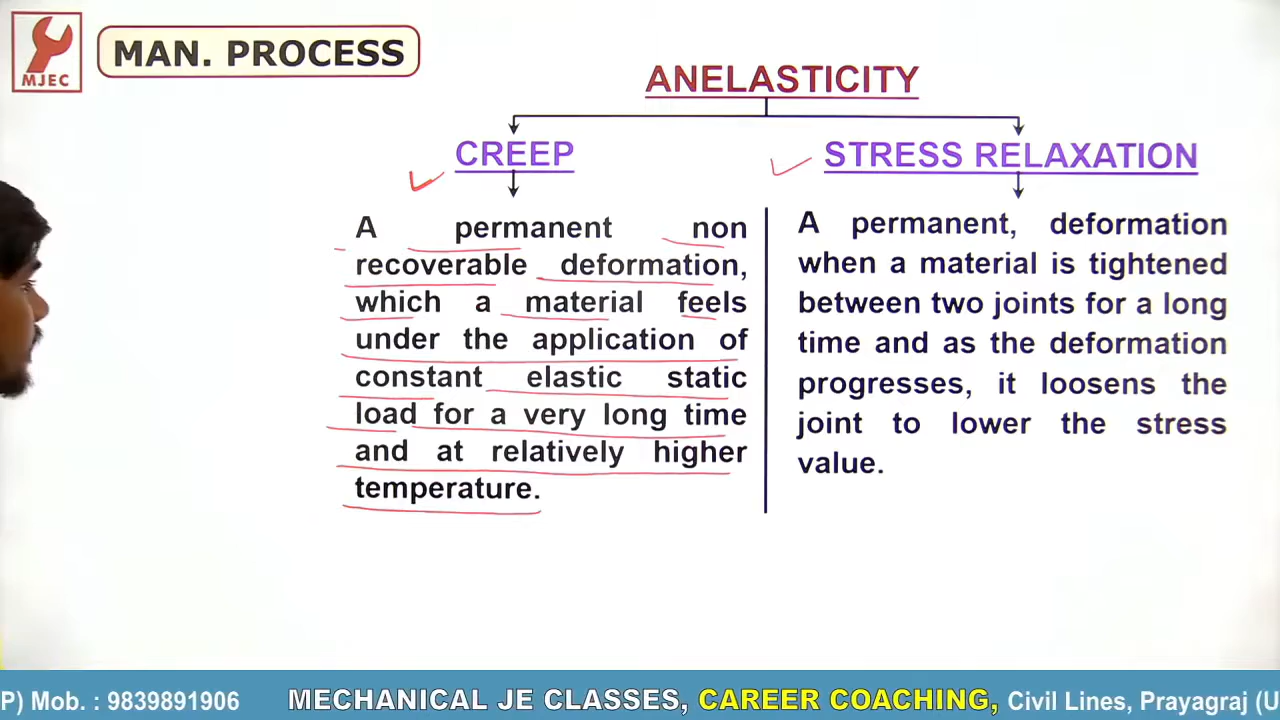 MJEC
MAN. PROCESS
ANELASTICITY
CREEP
A permanent non
recoverable deformation,
which a material feels
under the application of
constant elastic static
load for a very long time
and at relatively higher
temperature.
STRESS RELAXATION
A permanent, deformation
when a material is tightened
between two joints for a long
time and as the deformation
progresses, it loosens the
joint to lower the stress
value.
P) Mob. : 9839891906 MECHANICAL JE CLASSES, CAREER COACHING, Civil Lines, Prayagraj (U